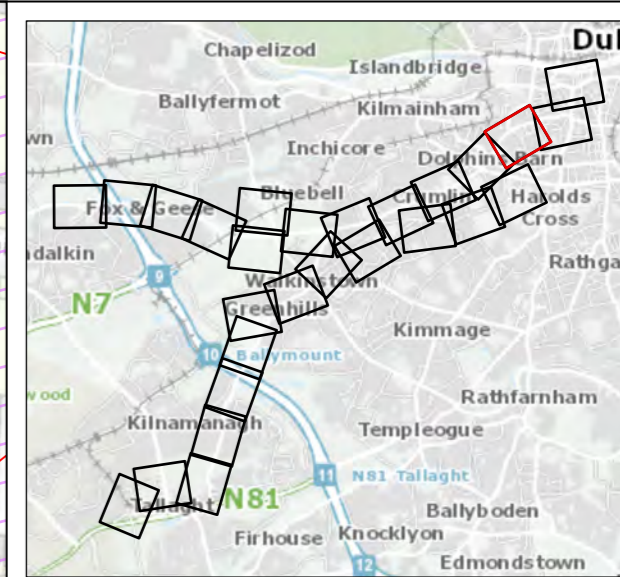 Dul
Chapelizod
Islandbridge
Ballyfermot
Kilmainham
wn
Inchicore
Dolphins Barn
Bluebell
Crumlin
Harolds
Cross
Fox & Geese
ndalkin
Walkinstown
Rathga
9
N7
Greenhills
Kimmage
10
Ballymount
wood
Rathfarnham
Kilnamanagh
Templeogue
11
N81 Tallaght
Tallaght
N81
Ballyboden
Firhouse
Knocklyon
12
Edmondstown